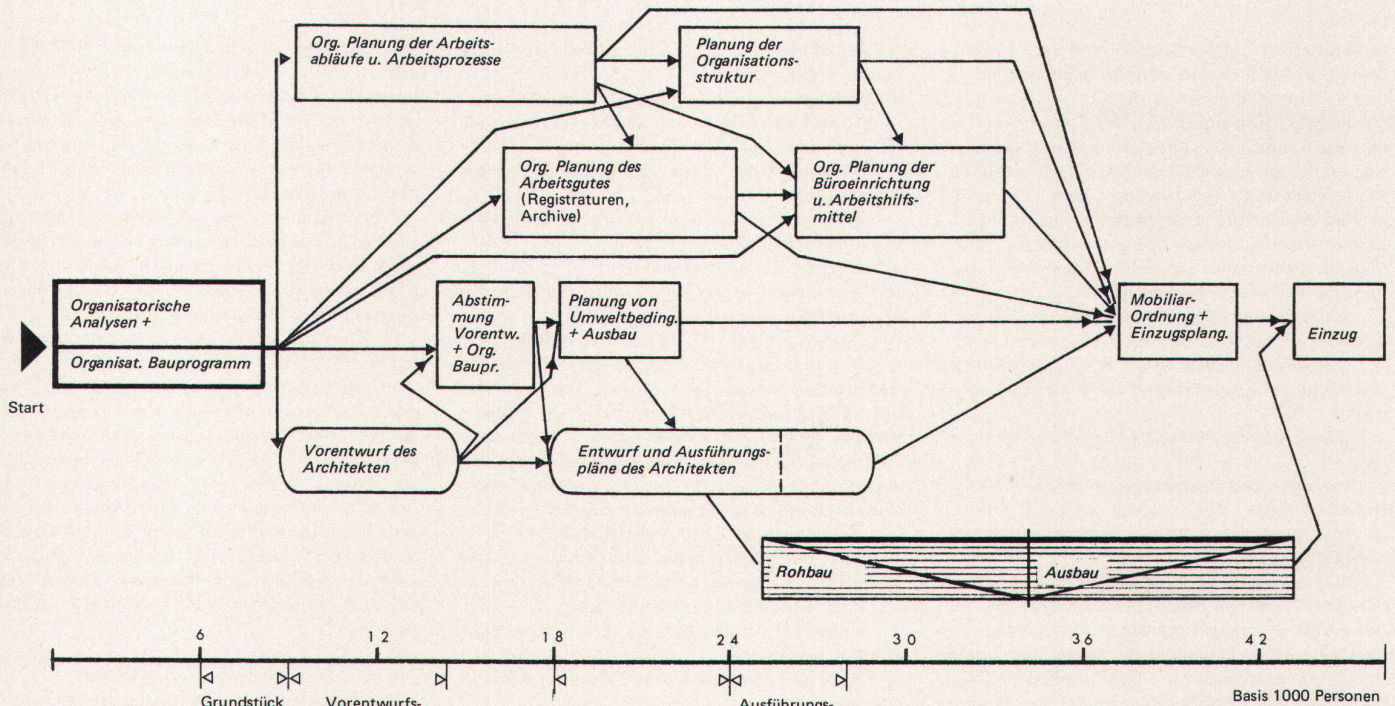 Org. Planung der Arbeits-
abläufe u. Arbeitsprozesse
Planung der
Organisations-
struktur
Org. Planung des
Arbeitsgutes
(Registraturen,
Archive)
Org. Planung der
Büroeinrichtung
u. Arbeitshilfs-
mittel
Organisatorische
Analysen +
Organisat. Bauprogramm
Start
Abstim-
mung
Vorentw.
+ Org.
Baupr.
Planung von
Umweltbeding.
+ Ausbau
Mobiliar-
Ordnung +
Einzugsplang.
Einzug
Vorentwurf des
Architekten
Entwurf und Ausführungs-
pläne des Architekten
Rohbau
Ausbau
6 12 18 24 30 36 42
Grundstück Vorentwurfs- Ausführungs-
Basis 1000 Personen